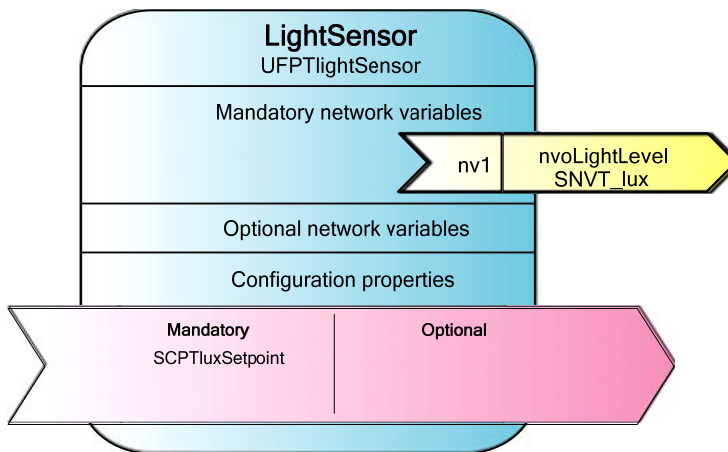 LightSensor
UFPTlightSensor
Mandatory network variables
nv1
nvoLightLevel
SNVT_lux
Optional network variables
Configuration properties
Mandatory
Optional
SCPTluxSetpoint